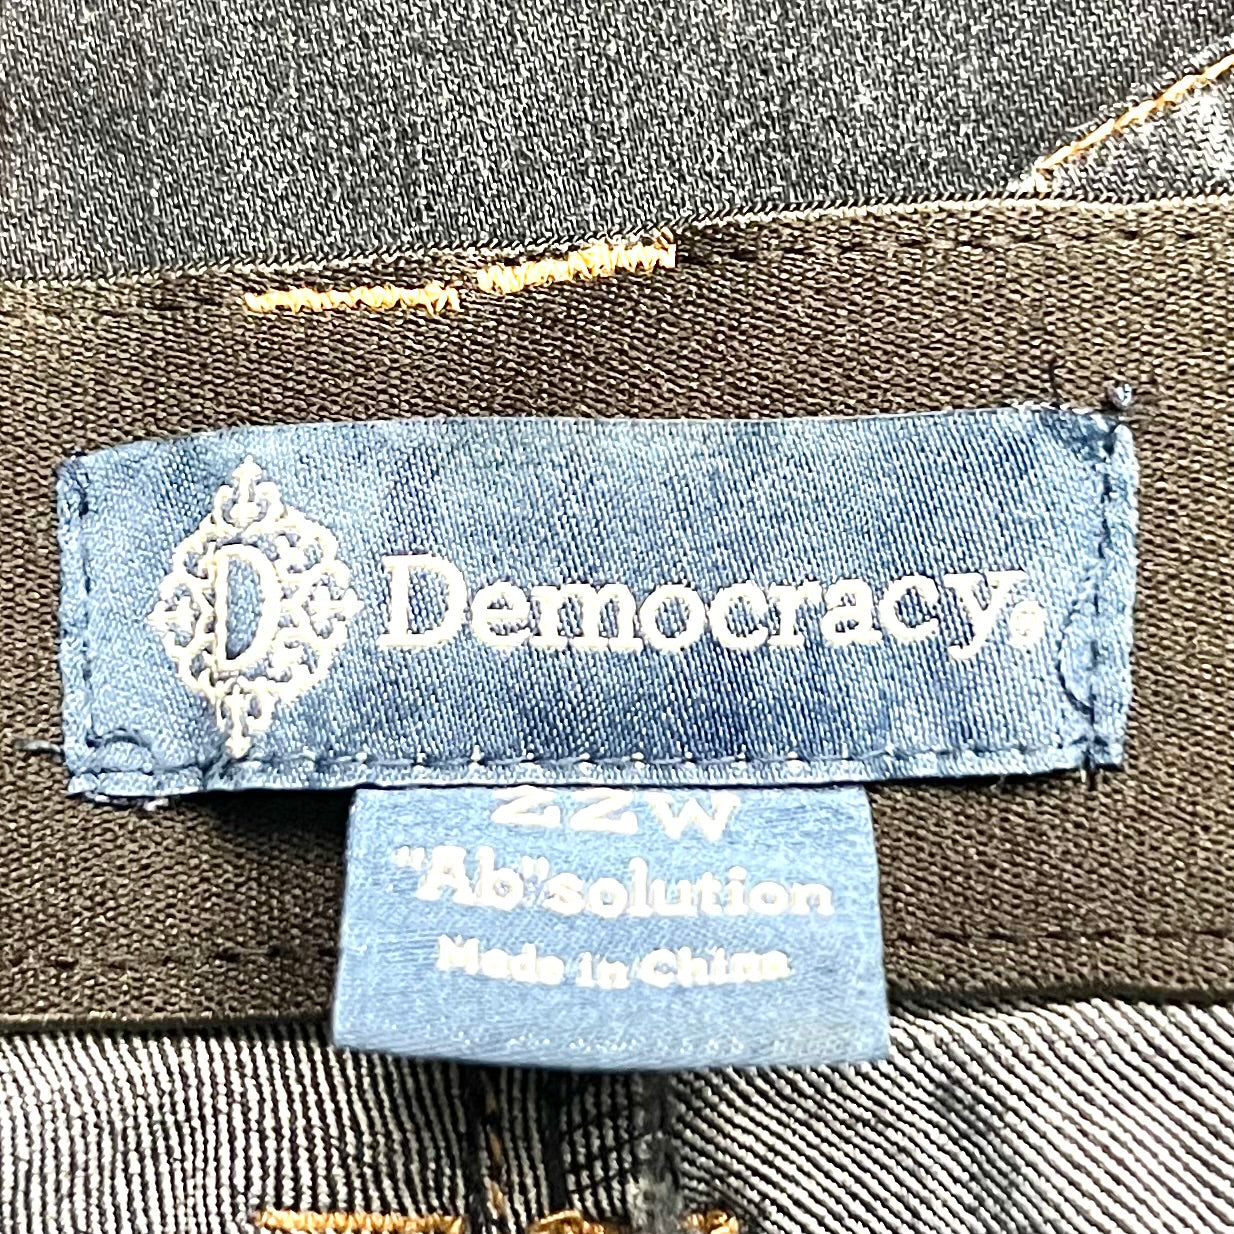 D
Democracy®
22W
"Ab"solution
Made in China